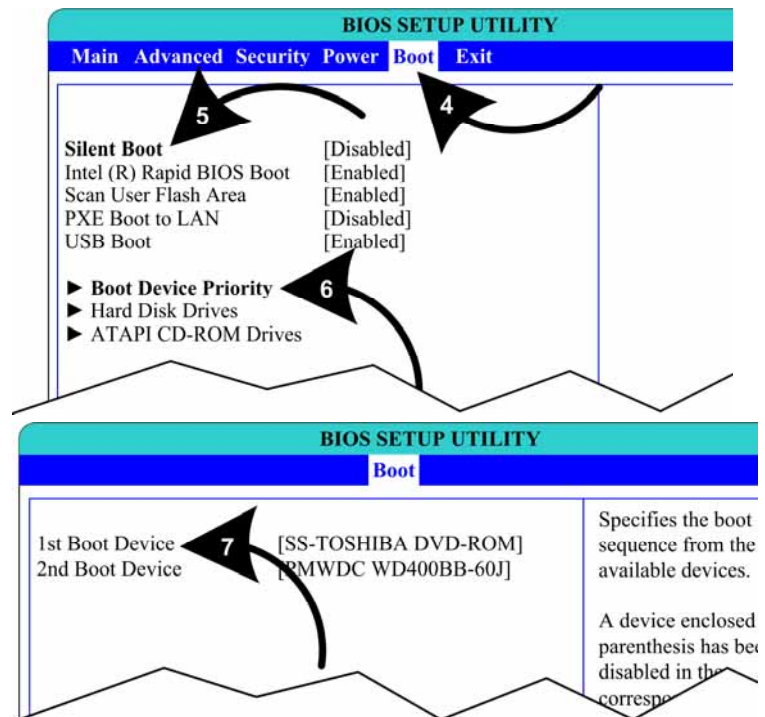 BIOS SETUP UTILITY
Main Advanced Security Power Boot Exit
4
5
Silent Boot [Disabled]
Intel (R) Rapid BIOS Boot [Enabled]
Scan User Flash Area [Enabled]
PXE Boot to LAN [Disabled]
USB Boot [Enabled]
► Boot Device Priority 6
► Hard Disk Drives
► ATAPI CD-ROM Drives
BIOS SETUP UTILITY
Boot
1st Boot Device 7 [SS-TOSHIBA DVD-ROM]
2nd Boot Device [PMWDC WD400BB-60J]
Specifies the boot
sequence from the
available devices.
A device enclosed
parenthesis has
disabled in